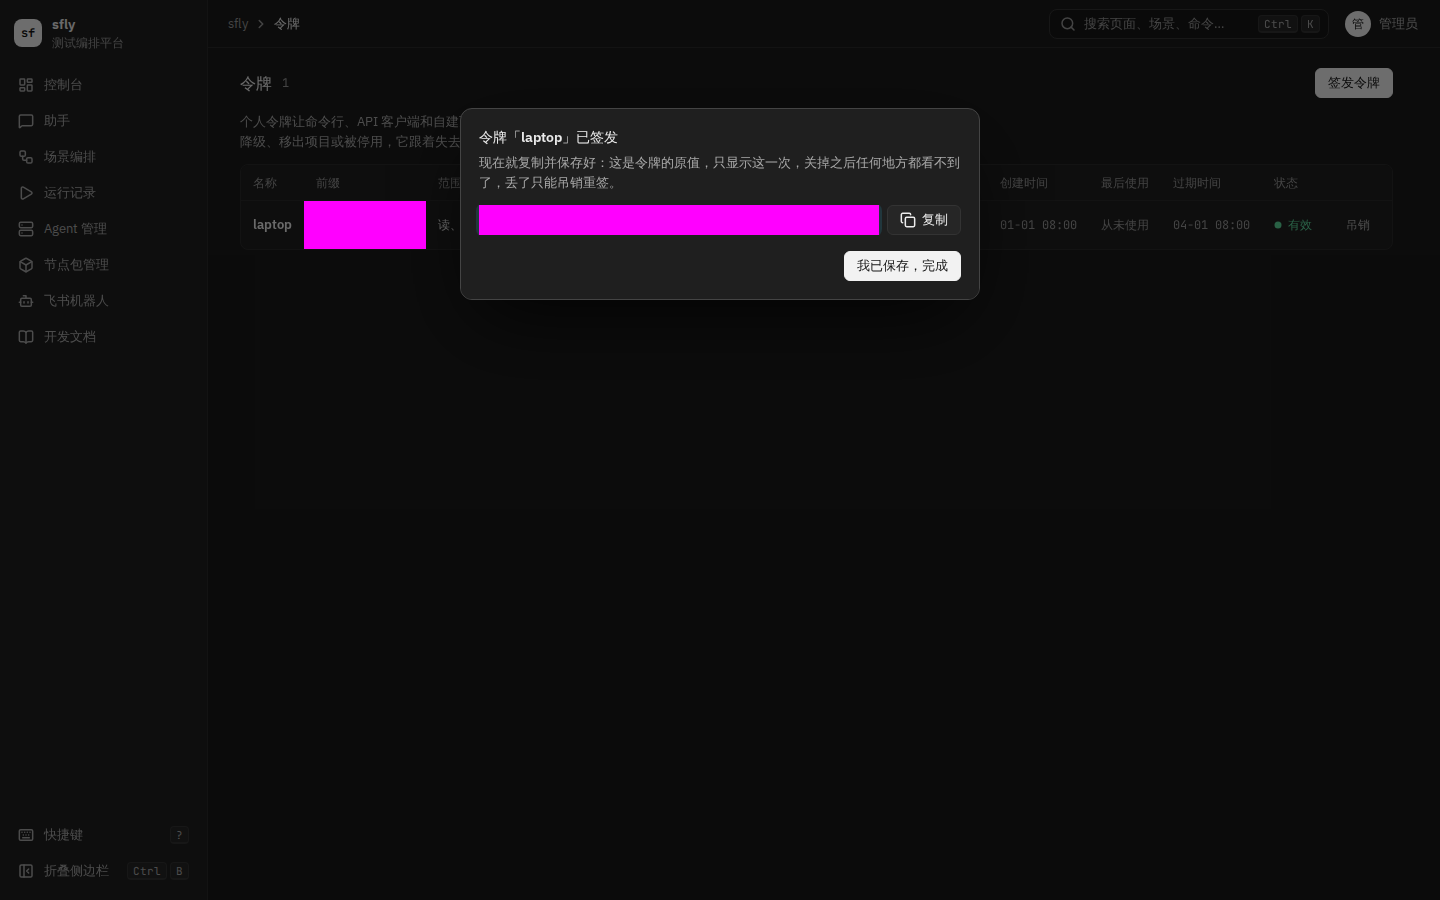 sf
sfly
测试编排平台
控制台
助手
场景编排
运行记录
Agent 管理
节点包管理
飞书机器人
开发文档
快捷键 ?
折叠侧边栏 Ctrl B
sfly 令牌
搜索页面、场景、命令... Ctrl K
管 管理员
令牌 1
签发令牌
个人令牌让命令行、API 客户端和自建
降级、移出项目或被停用，它跟着失去
名称 前缀 范围 创建时间 最后使用 过期时间 状态
laptop 读、 01-01 08:00 从未使用 04-01 08:00 有效 吊销
令牌「laptop」已签发
现在就复制并保存好：这是令牌的原值，只显示这一次，关掉之后任何地方都看不到
了，丢了只能吊销重签。
复制
我已保存，完成